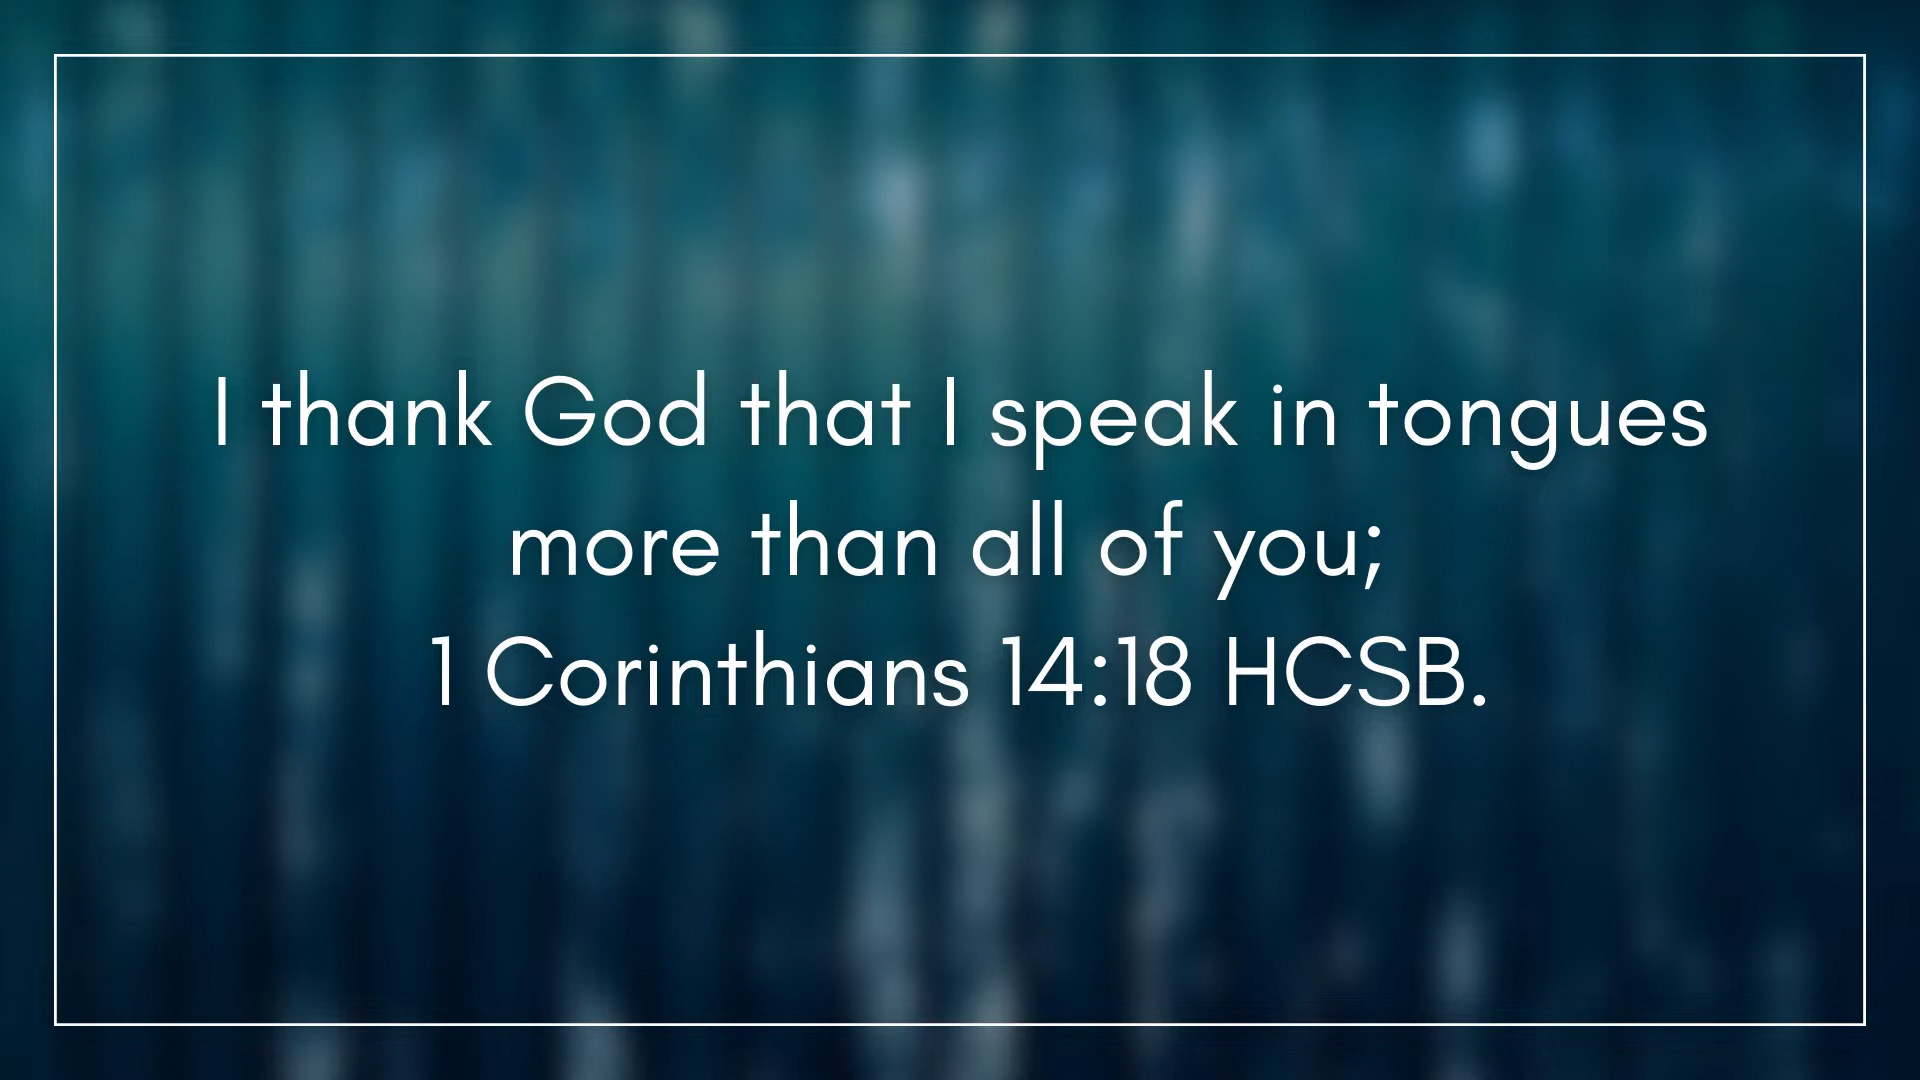 I thank God that I speak in tongues
more than all of you;
1 Corinthians 14:18 HCSB.